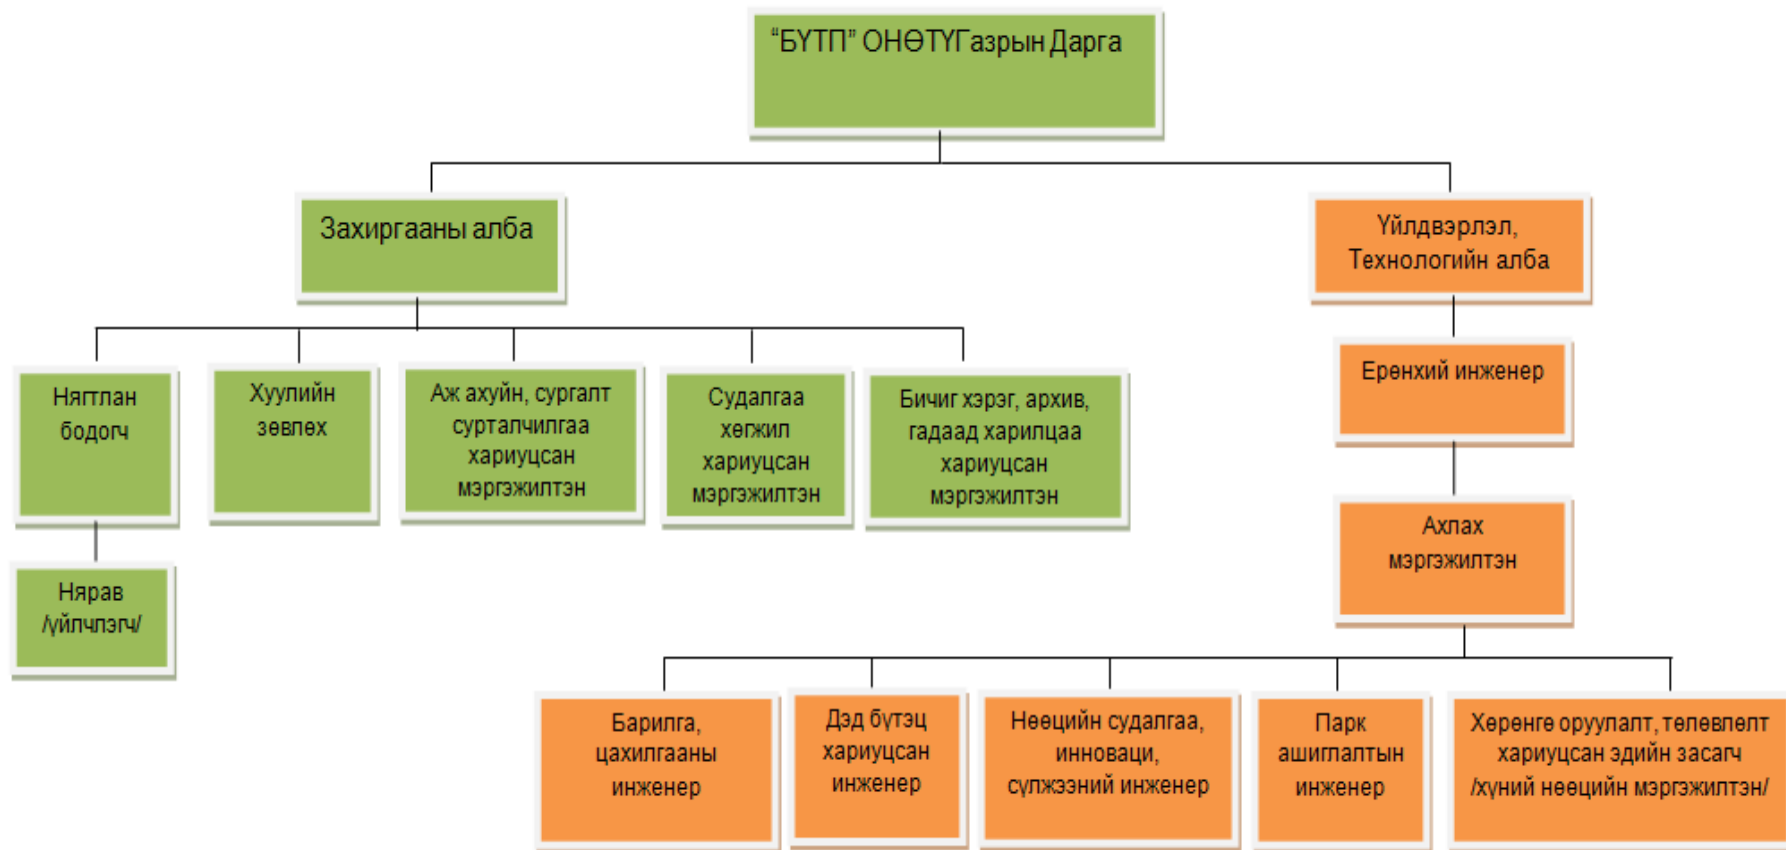 “БҮТП” ОНӨТҮГазрын Дарга
Захиргааны алба
Үйлдвэрлэл,
Технологийн алба
Нягтлан
бодогч
Хуулийн
зөвлөх
Аж ахуйн, сургалт
сурталчилгаа
хариуцсан
мэргэжилтэн
Судалгаа
хөгжил
хариуцсан
мэргэжилтэн
Бичиг хэрэг, архив,
гадаад харилцаа
хариуцсан
мэргэжилтэн
Ерөнхий инженер
Нярав
/үйлчлэгч/
Ахлах
мэргэжилтэн
Барилга,
цахилгааны
инженер
Дэд бүтэц
хариуцсан
инженер
Нөөцийн судалгаа,
инноваци,
сүлжээний инженер
Парк
ашиглалтын
инженер
Хөрөнгө оруулалт, төлөвлөлт
хариуцсан эдийн засагч
/хүний нөөцийн мэргэжилтэн/